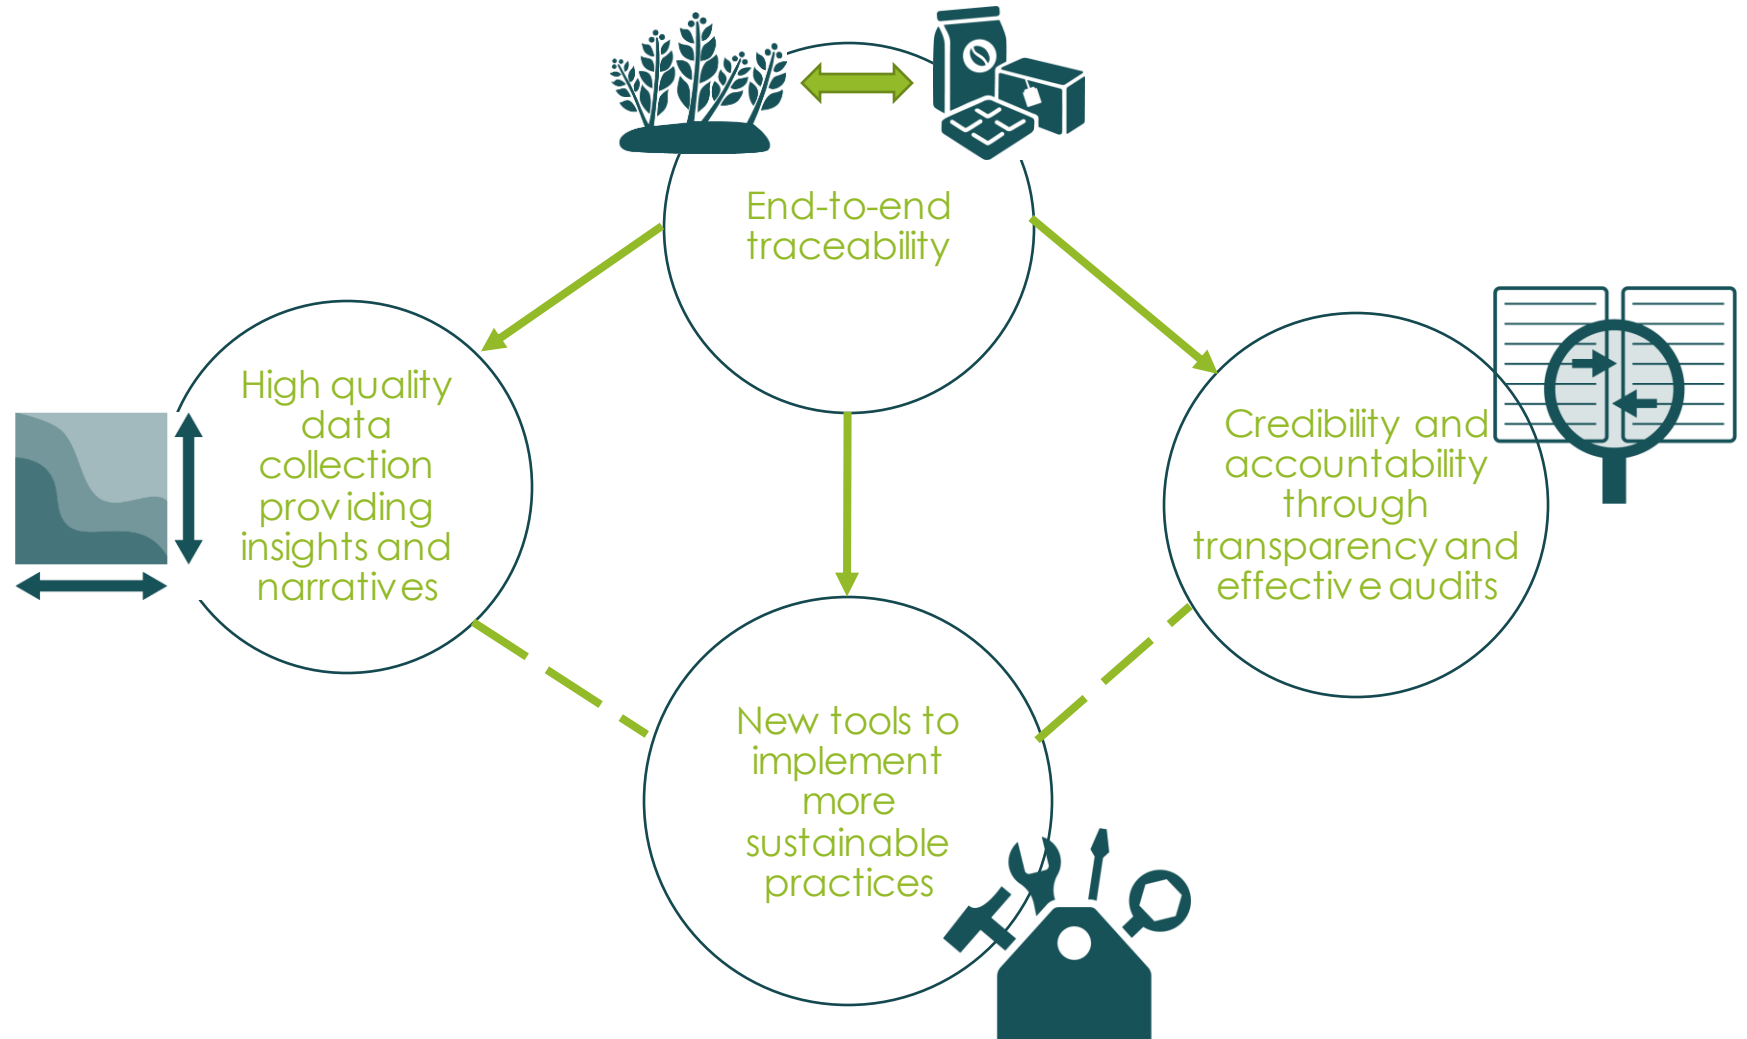 End-to-end
traceability
High quality
data
collection
providing
insights and
narratives
Credibility and
accountability
through
transparency and
effective audits
New tools to
implement
more
sustainable
practices